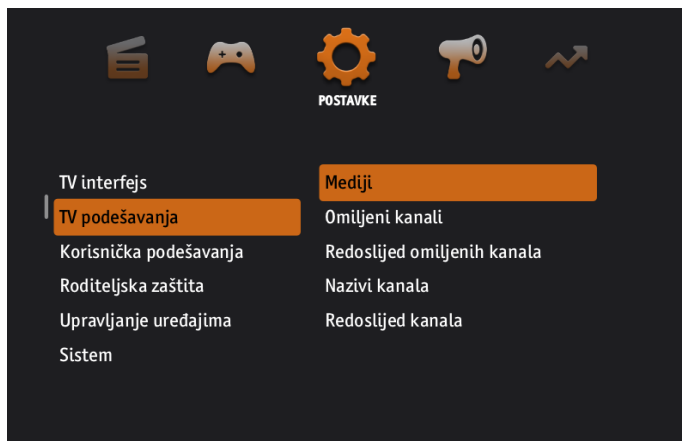 POSTAVKE
TV interfejs
TV podešavanja
Korisnička podešavanja
Roditeljska zaštita
Upravljanje uređajima
Sistem
Mediji
Omiljeni kanali
Redoslijed omiljenih kanala
Nazivi kanala
Redoslijed kanala